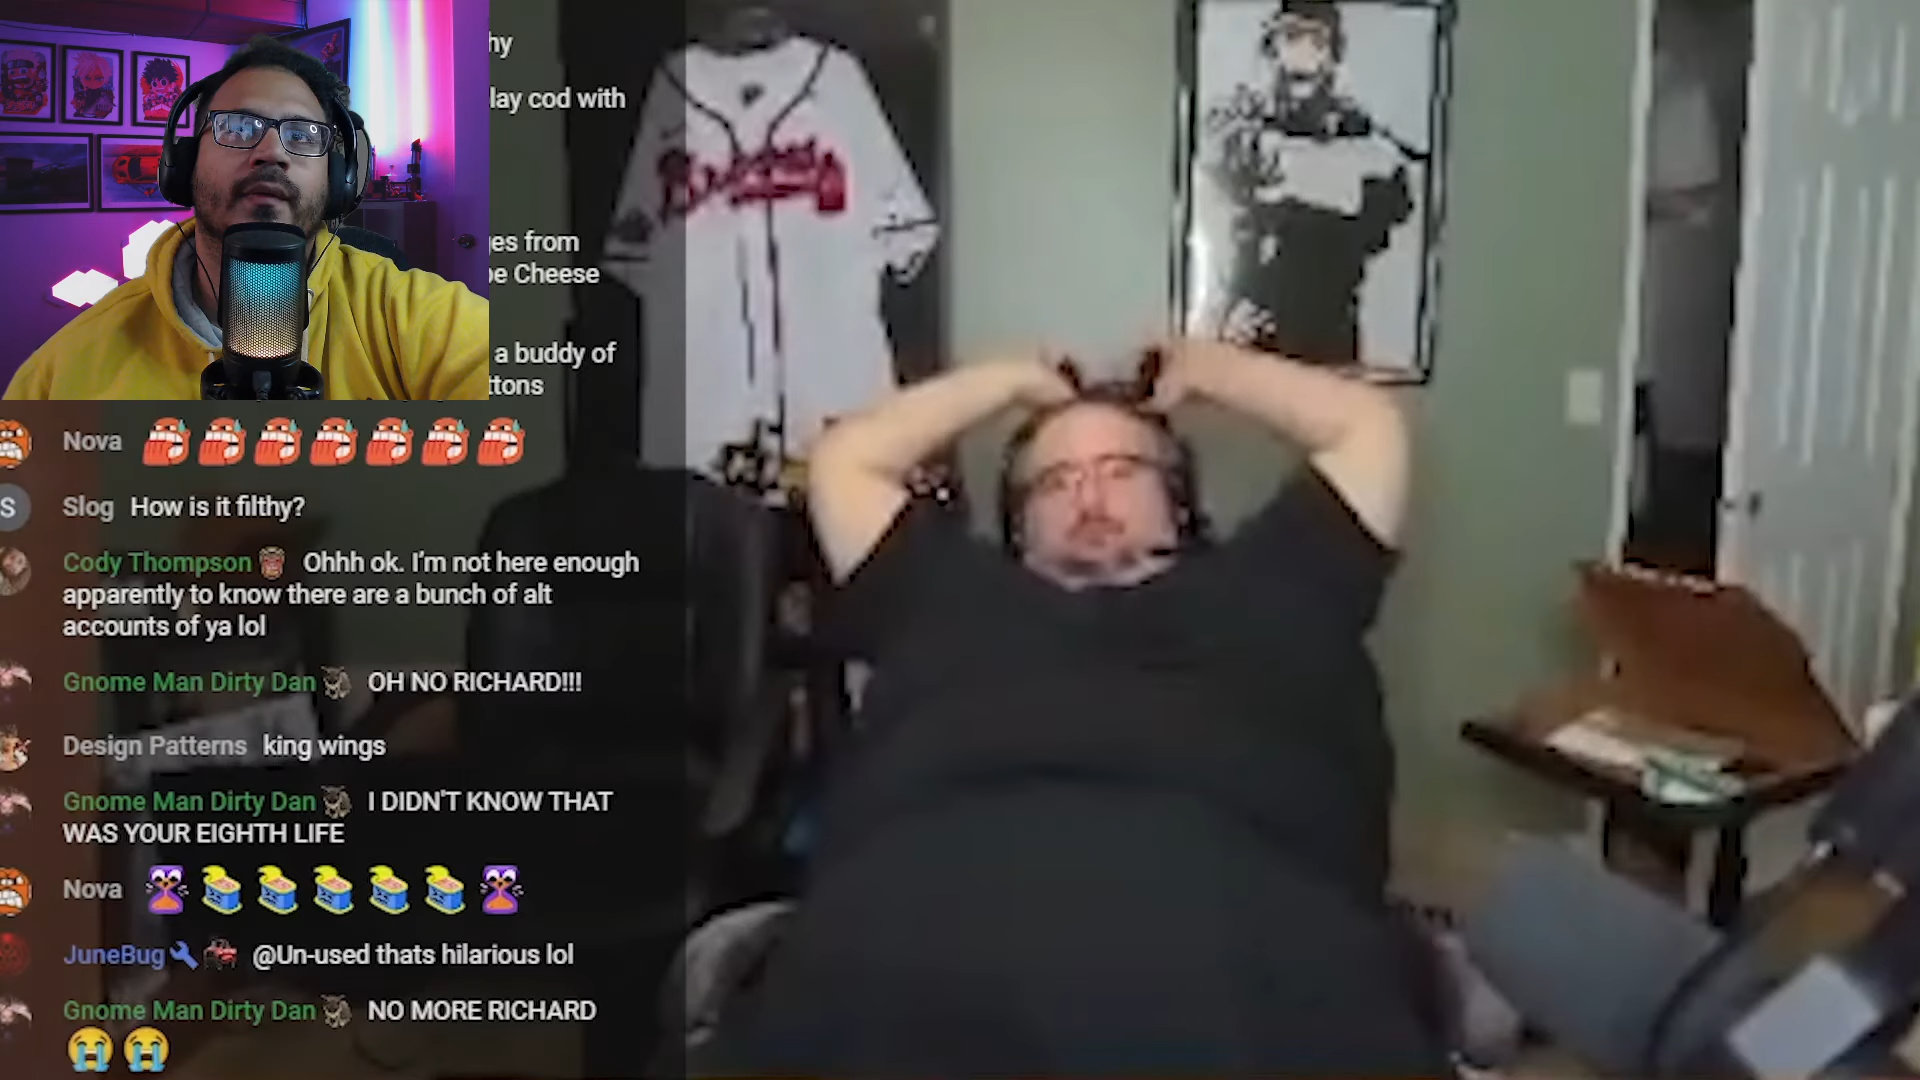 hy
lay cod with
es from
be Cheese
a buddy of
ttons
Nova
S
Slog How is it filthy?
Cody Thompson Ohhh ok. I'm not here enough
apparently to know there are a bunch of alt
accounts of ya lol
Gnome Man Dirty Dan OH NO RICHARD!!!
Design Patterns king wings
Gnome Man Dirty Dan I DIDN'T KNOW THAT
WAS YOUR EIGHTH LIFE
Nova
JuneBug @Un-used thats hilarious lol
Gnome Man Dirty Dan NO MORE RICHARD